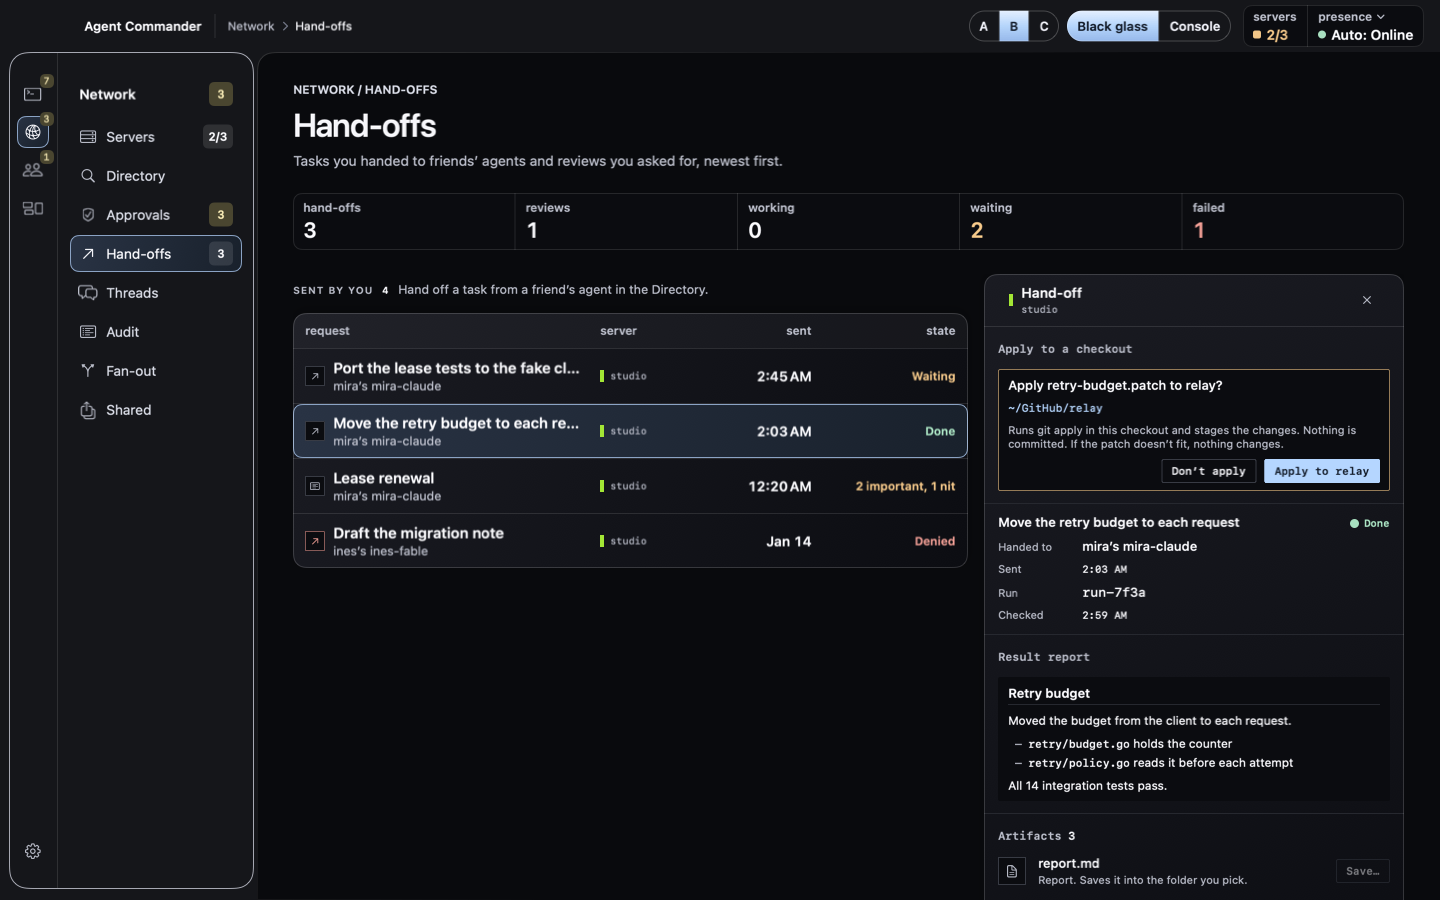 Agent Commander
Network > Hand-offs
A B C
Black glass
Console
servers
2/3
presence
Auto: Online
7
3
1
Network 3
Servers 2/3
Directory
Approvals 3
Hand-offs 3
Threads
Audit
Fan-out
Shared
NETWORK / HAND-OFFS
Hand-offs
Tasks you handed to friends’ agents and reviews you asked for, newest first.
hand-offs
3
reviews
1
working
0
waiting
2
failed
1
SENT BY YOU 4 Hand off a task from a friend’s agent in the Directory.
request server sent state
Port the lease tests to the fake cl...
mira’s mira-claude
studio 2:45 AM Waiting
Move the retry budget to each re...
mira’s mira-claude
studio 2:03 AM Done
Lease renewal
mira’s mira-claude
studio 12:20 AM 2 important, 1 nit
Draft the migration note
ines’s ines-fable
studio Jan 14 Denied
Hand-off
studio
Apply to a checkout
Apply retry-budget.patch to relay?
~/GitHub/relay
Runs git apply in this checkout and stages the changes. Nothing is
committed. If the patch doesn’t fit, nothing changes.
Don’t apply
Apply to relay
Move the retry budget to each request Done
Handed to mira’s mira-claude
Sent 2:03 AM
Run run-7f3a
Checked 2:59 AM
Result report
Retry budget
Moved the budget from the client to each request.
– retry/budget.go holds the counter
– retry/policy.go reads it before each attempt
All 14 integration tests pass.
Artifacts 3
report.md
Report. Saves it into the folder you pick.
Save…